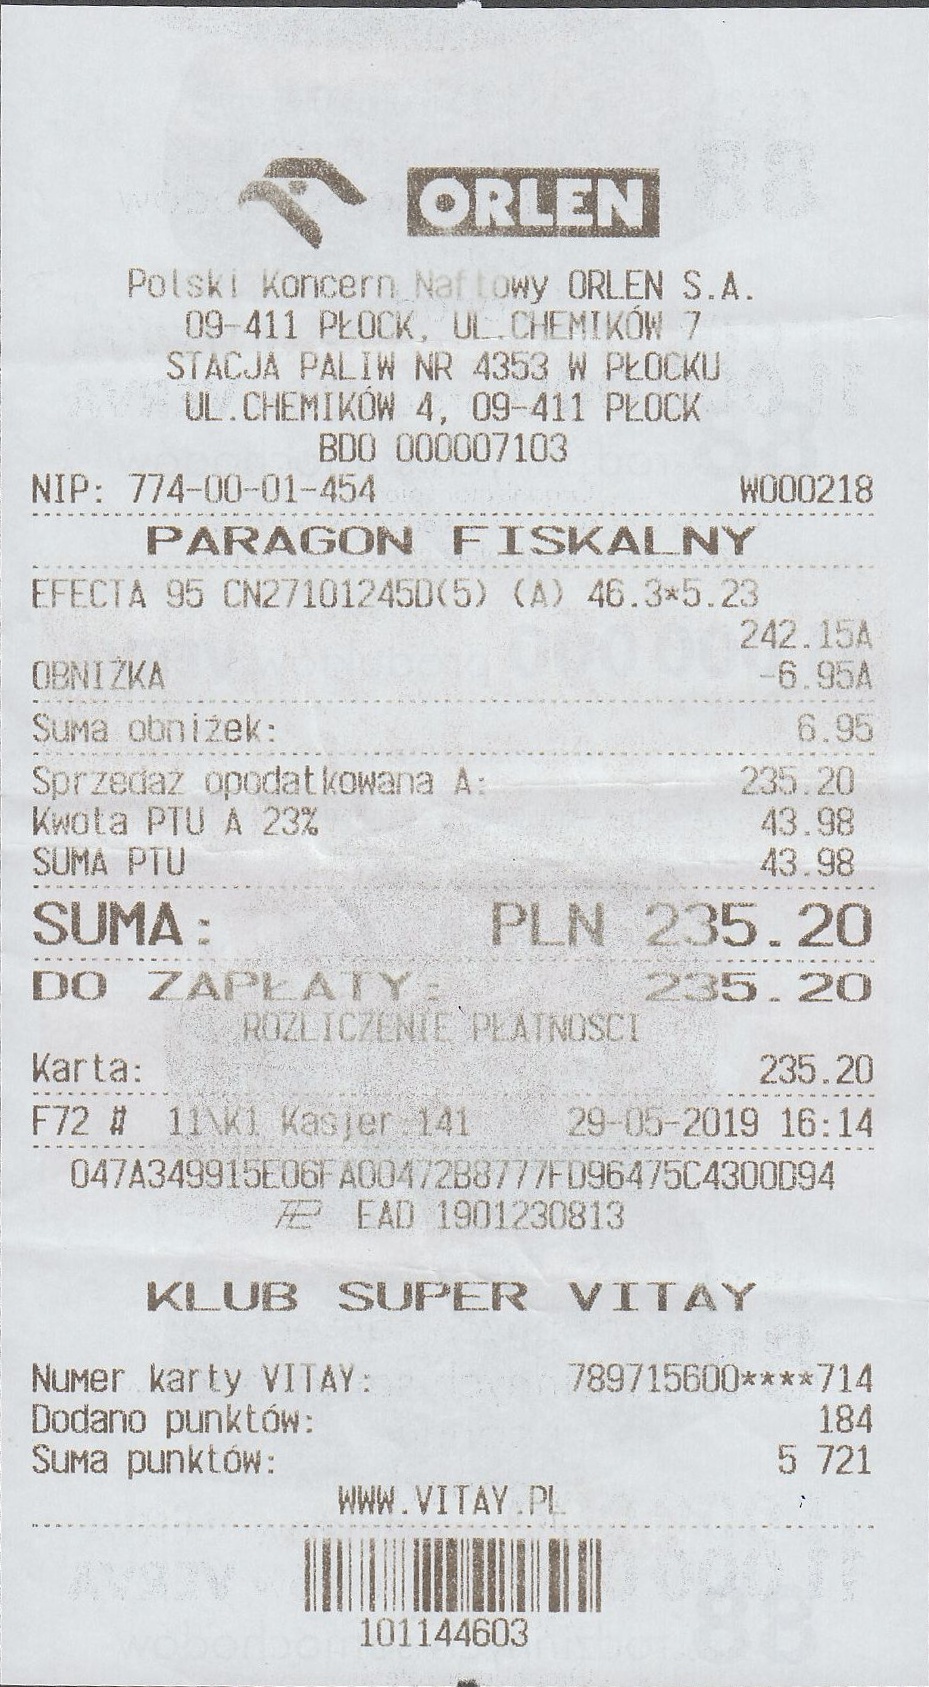 ORLEN
Polski Koncern Naftowy ORLEN S.A.
09-411 PŁOCK, UL.CHEMIKÓW 7
STACJA PALIW NR 4353 W PŁOCKU
UL.CHEMIKÓW 4, 09-411 PŁOCK
BDO 000007103
NIP: 774-00-01-454 W000218
PARAGON FISKALNY
EFECTA 95 CN27101245D(5) (A) 46.3*5.23
242.15A
OBNIŻKA -6.95A
Suma obniżek: 6.95
Sprzedaż opodatkowana A: 235.20
Kwota PTU A 23% 43.98
SUMA PTU 43.98
SUMA: PLN 235.20
DO ZAPŁATY: 235.20
ROZLICZENIE PŁATNOŚCI
Karta: 235.20
F72 # 11\K1 Kasjer 141 29-05-2019 16:14
047A349915E06FA00472B8777FD96475C4300D94
EAD 1901230813
KLUB SUPER VITAY
Numer karty VITAY: 789715600****714
Dodano punktów: 184
Suma punktów: 5 721
WWW.VITAY.PL
101144603